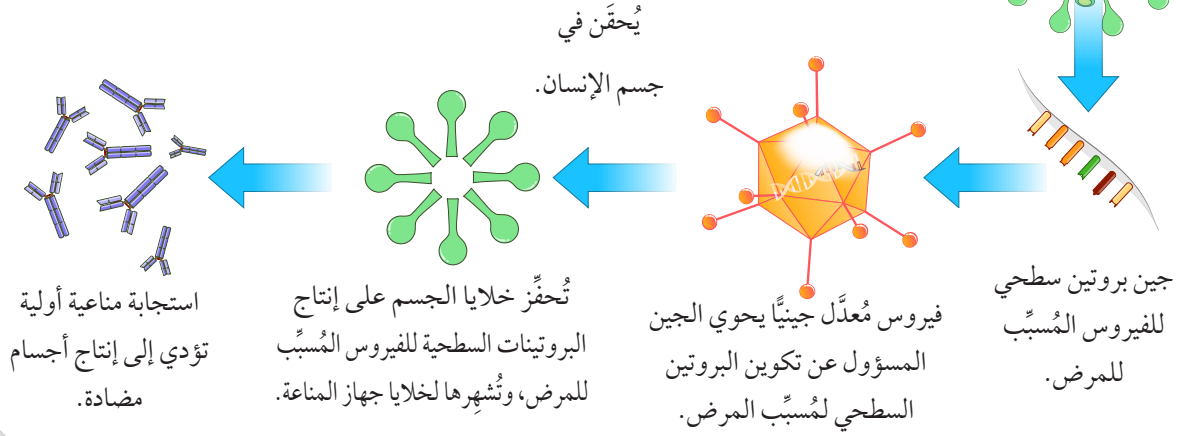 يُحقَن في
جسم الإنسان.
جين بروتين سطحي
للفيروس المُسبِّب
للمرض.
فيروس مُعدَّل جينيًّا يحوي الجين
المسؤول عن تكوين البروتين
السطحي لمُسبِّب المرض.
تُحفِّز خلايا الجسم على إنتاج
البروتينات السطحية للفيروس المُسبِّب
للمرض، وتُشهِرها لخلايا جهاز المناعة.
استجابة مناعية أولية
تؤدي إلى إنتاج أجسام
مضادة.